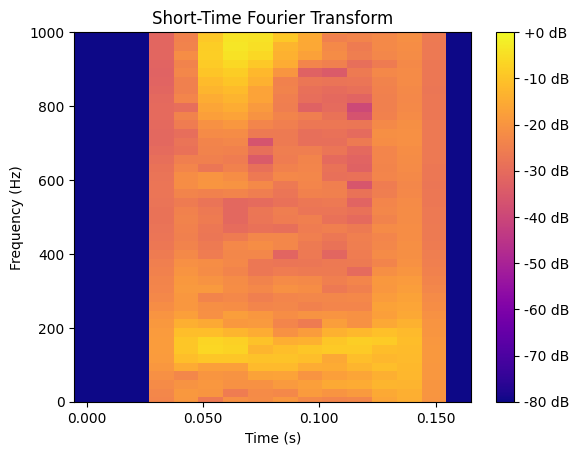 Short-Time Fourier Transform
1000
800
600
400
200
0
Frequency (Hz)
0.000
0.050
0.100
0.150
Time (s)
+0 dB
-10 dB
-20 dB
-30 dB
-40 dB
-50 dB
-60 dB
-70 dB
-80 dB